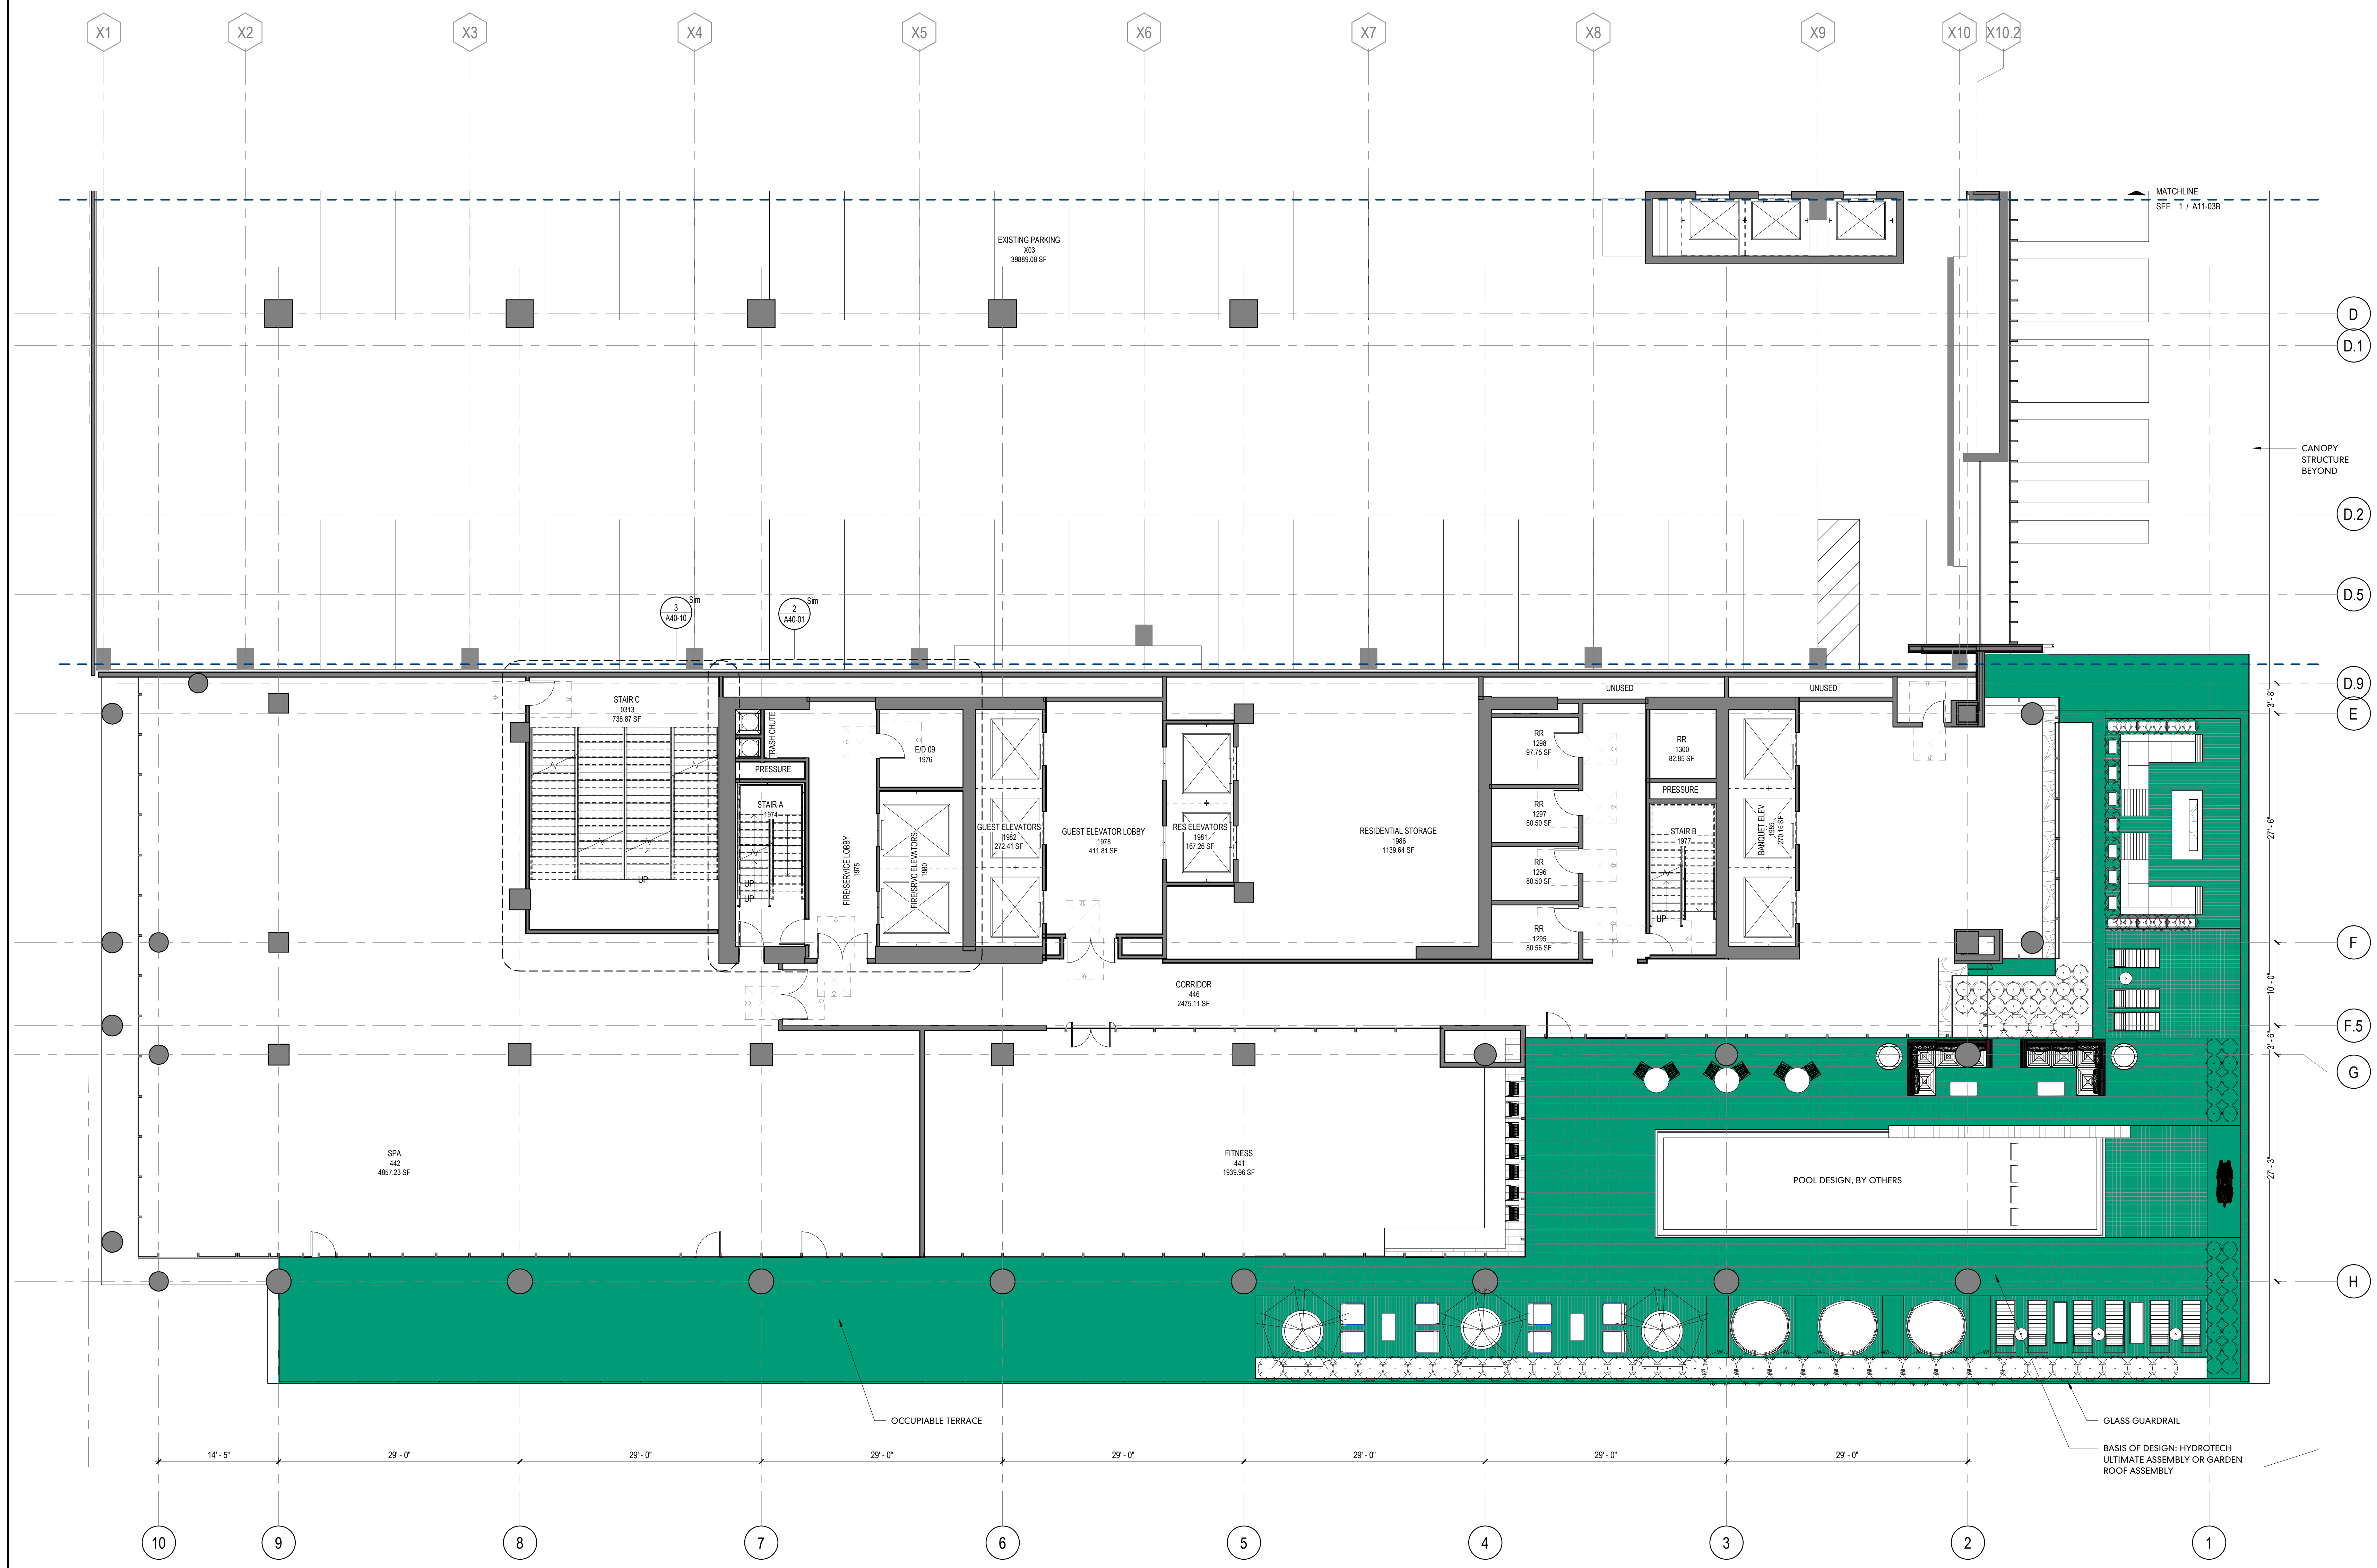 X1
X2
X3
X4
X5
X6
X7
X8
X9
X10
X10.2
MATCHLINE
SEE 1 / A11-03B
EXISTING PARKING
X03
39889.08 SF
D
D.1
CANOPY
STRUCTURE
BEYOND
D.2
D.5
3
A40-10
Sim
2
A40-01
Sim
D.9
3' - 8"
E
STAIR C
0313
738.87 SF
UP
TRASH CHUTE
PRESSURE
STAIR A
1974
UP
UP
FIRE/SERVICE LOBBY
1975
E/D 09
1976
FIRE/SRVC ELEVATORS
1980
GUEST ELEVATORS
1982
272.41 SF
GUEST ELEVATOR LOBBY
1978
411.81 SF
RES ELEVATORS
1981
167.26 SF
RESIDENTIAL STORAGE
1986
1139.64 SF
UNUSED
UNUSED
RR
1298
97.75 SF
RR
1297
80.50 SF
RR
1296
80.50 SF
RR
1295
80.56 SF
RR
1300
82.85 SF
PRESSURE
STAIR B
1977
UP
BANQUET ELEV
1985
270.16 SF
27' - 6"
F
10' - 0"
CORRIDOR
446
2475.11 SF
F.5
3' - 6"
G
SPA
442
4857.23 SF
FITNESS
441
1939.96 SF
POOL DESIGN, BY OTHERS
27' - 3"
H
OCCUPIABLE TERRACE
GLASS GUARDRAIL
BASIS OF DESIGN: HYDROTECH
ULTIMATE ASSEMBLY OR GARDEN
ROOF ASSEMBLY
14' - 5"
29' - 0"
29' - 0"
29' - 0"
29' - 0"
29' - 0"
29' - 0"
29' - 0"
10
9
8
7
6
5
4
3
2
1